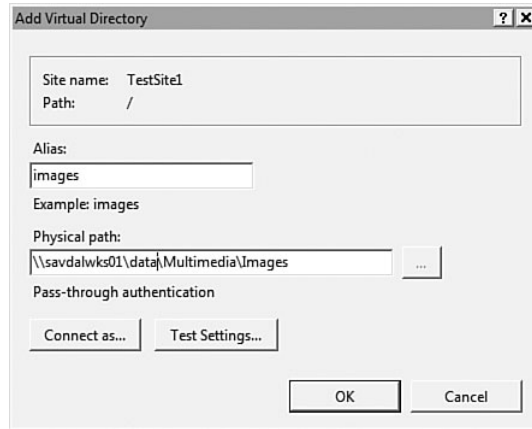 Add Virtual Directory
? x
Site name: TestSite1
Path: /
Alias:
images
Example: images
Physical path:
\\savdalwks01\data\Multimedia\Images
...
Pass-through authentication
Connect as... Test Settings...
OK Cancel